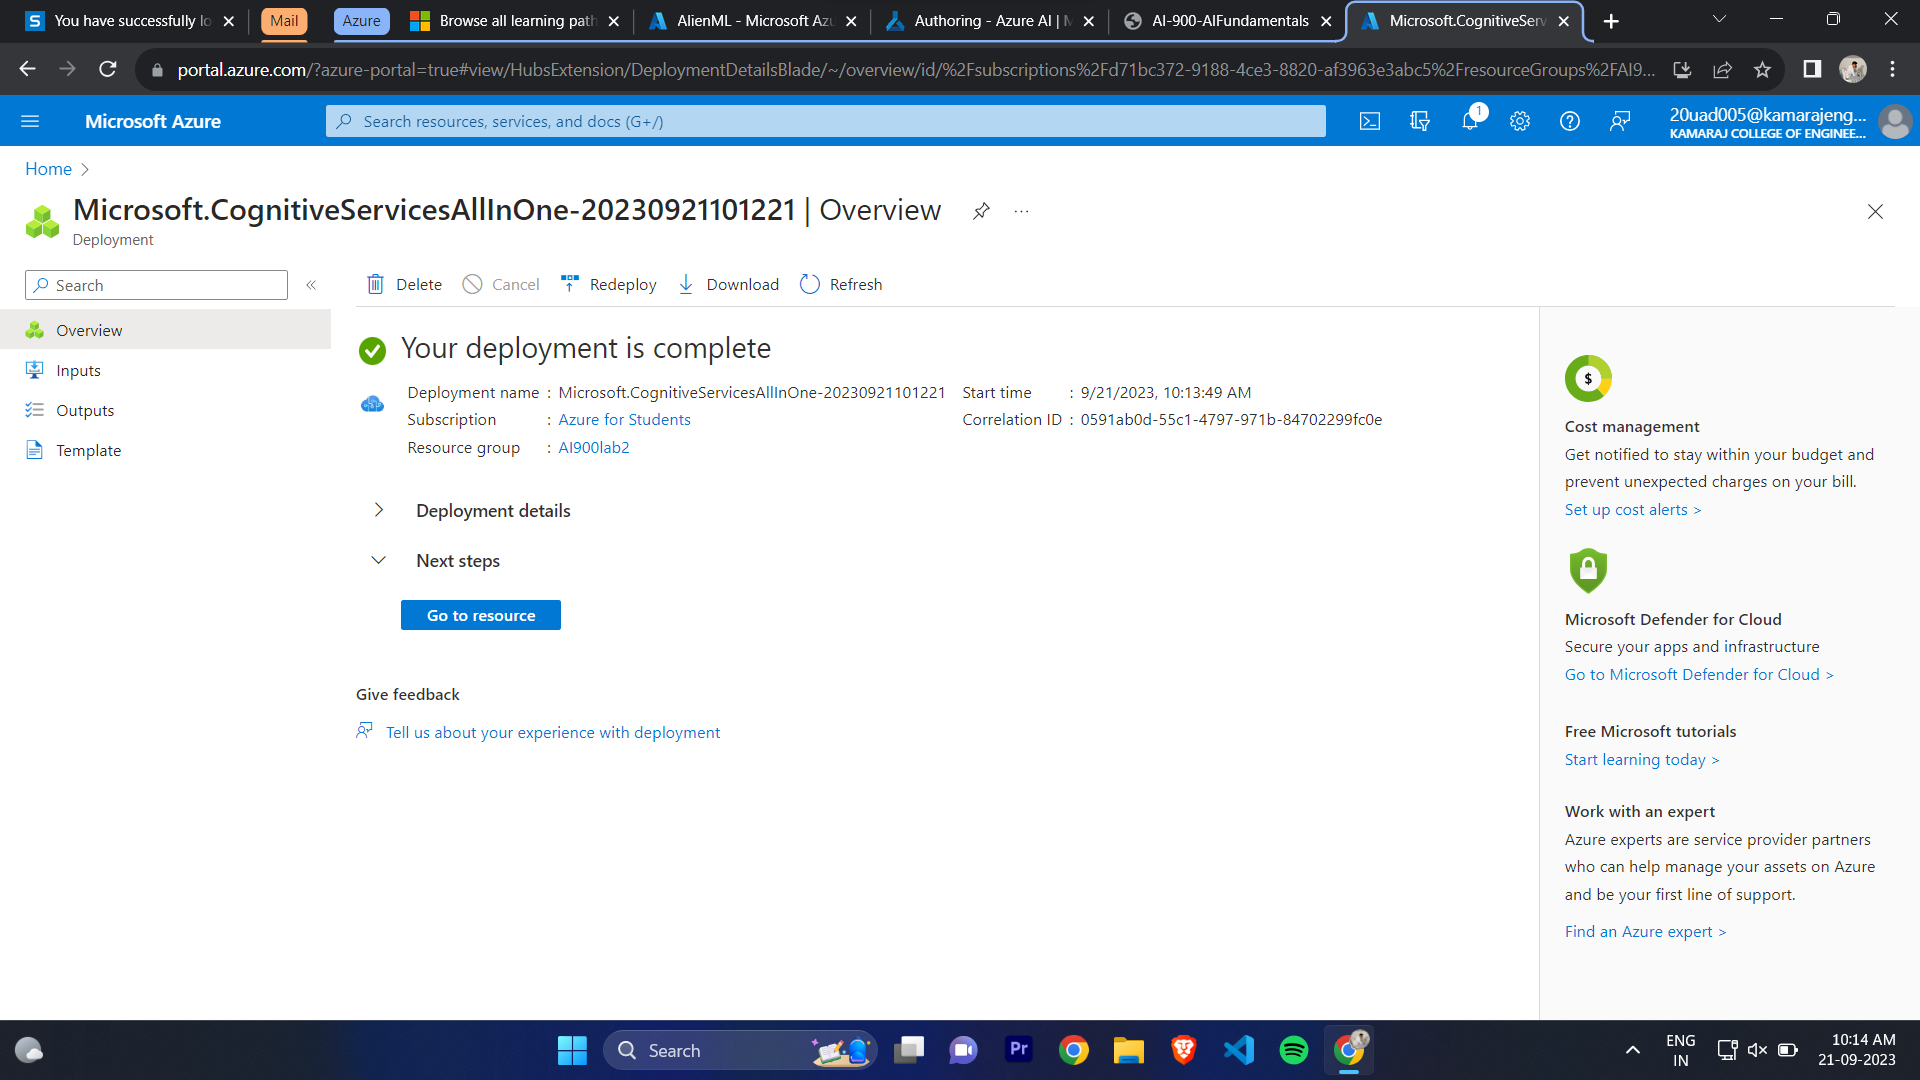 You have successfully lo
Mail
Azure
Browse all learning path
AlienML - Microsoft Azu
Authoring - Azure AI | M
AI-900-AIFundamentals
Microsoft.CognitiveServ
portal.azure.com/?azure-portal=true#view/HubsExtension/DeploymentDetailsBlade/~/overview/id/%2Fsubscriptions%2Fd71bc372-9188-4ce3-8820-af3963e3abc5%2FresourceGroups%2FAI9...
Microsoft Azure
Search resources, services, and docs (G+/)
1
20uad005@kamarajeng...
KAMARAJ COLLEGE OF ENGINEE...
Home
Microsoft.CognitiveServicesAllInOne-20230921101221 | Overview
Deployment
Search
Overview
Inputs
Outputs
Template
Delete
Cancel
Redeploy
Download
Refresh
Your deployment is complete
Deployment name : Microsoft.CognitiveServicesAllInOne-20230921101221
Subscription : Azure for Students
Resource group : AI900lab2
Start time : 9/21/2023, 10:13:49 AM
Correlation ID : 0591ab0d-55c1-4797-971b-84702299fc0e
Deployment details
Next steps
Go to resource
Give feedback
Tell us about your experience with deployment
$
Cost management
Get notified to stay within your budget and
prevent unexpected charges on your bill.
Set up cost alerts >
Microsoft Defender for Cloud
Secure your apps and infrastructure
Go to Microsoft Defender for Cloud >
Free Microsoft tutorials
Start learning today >
Work with an expert
Azure experts are service provider partners
who can help manage your assets on Azure
and be your first line of support.
Find an Azure expert >
Search
Pr
ENG
IN
10:14 AM
21-09-2023